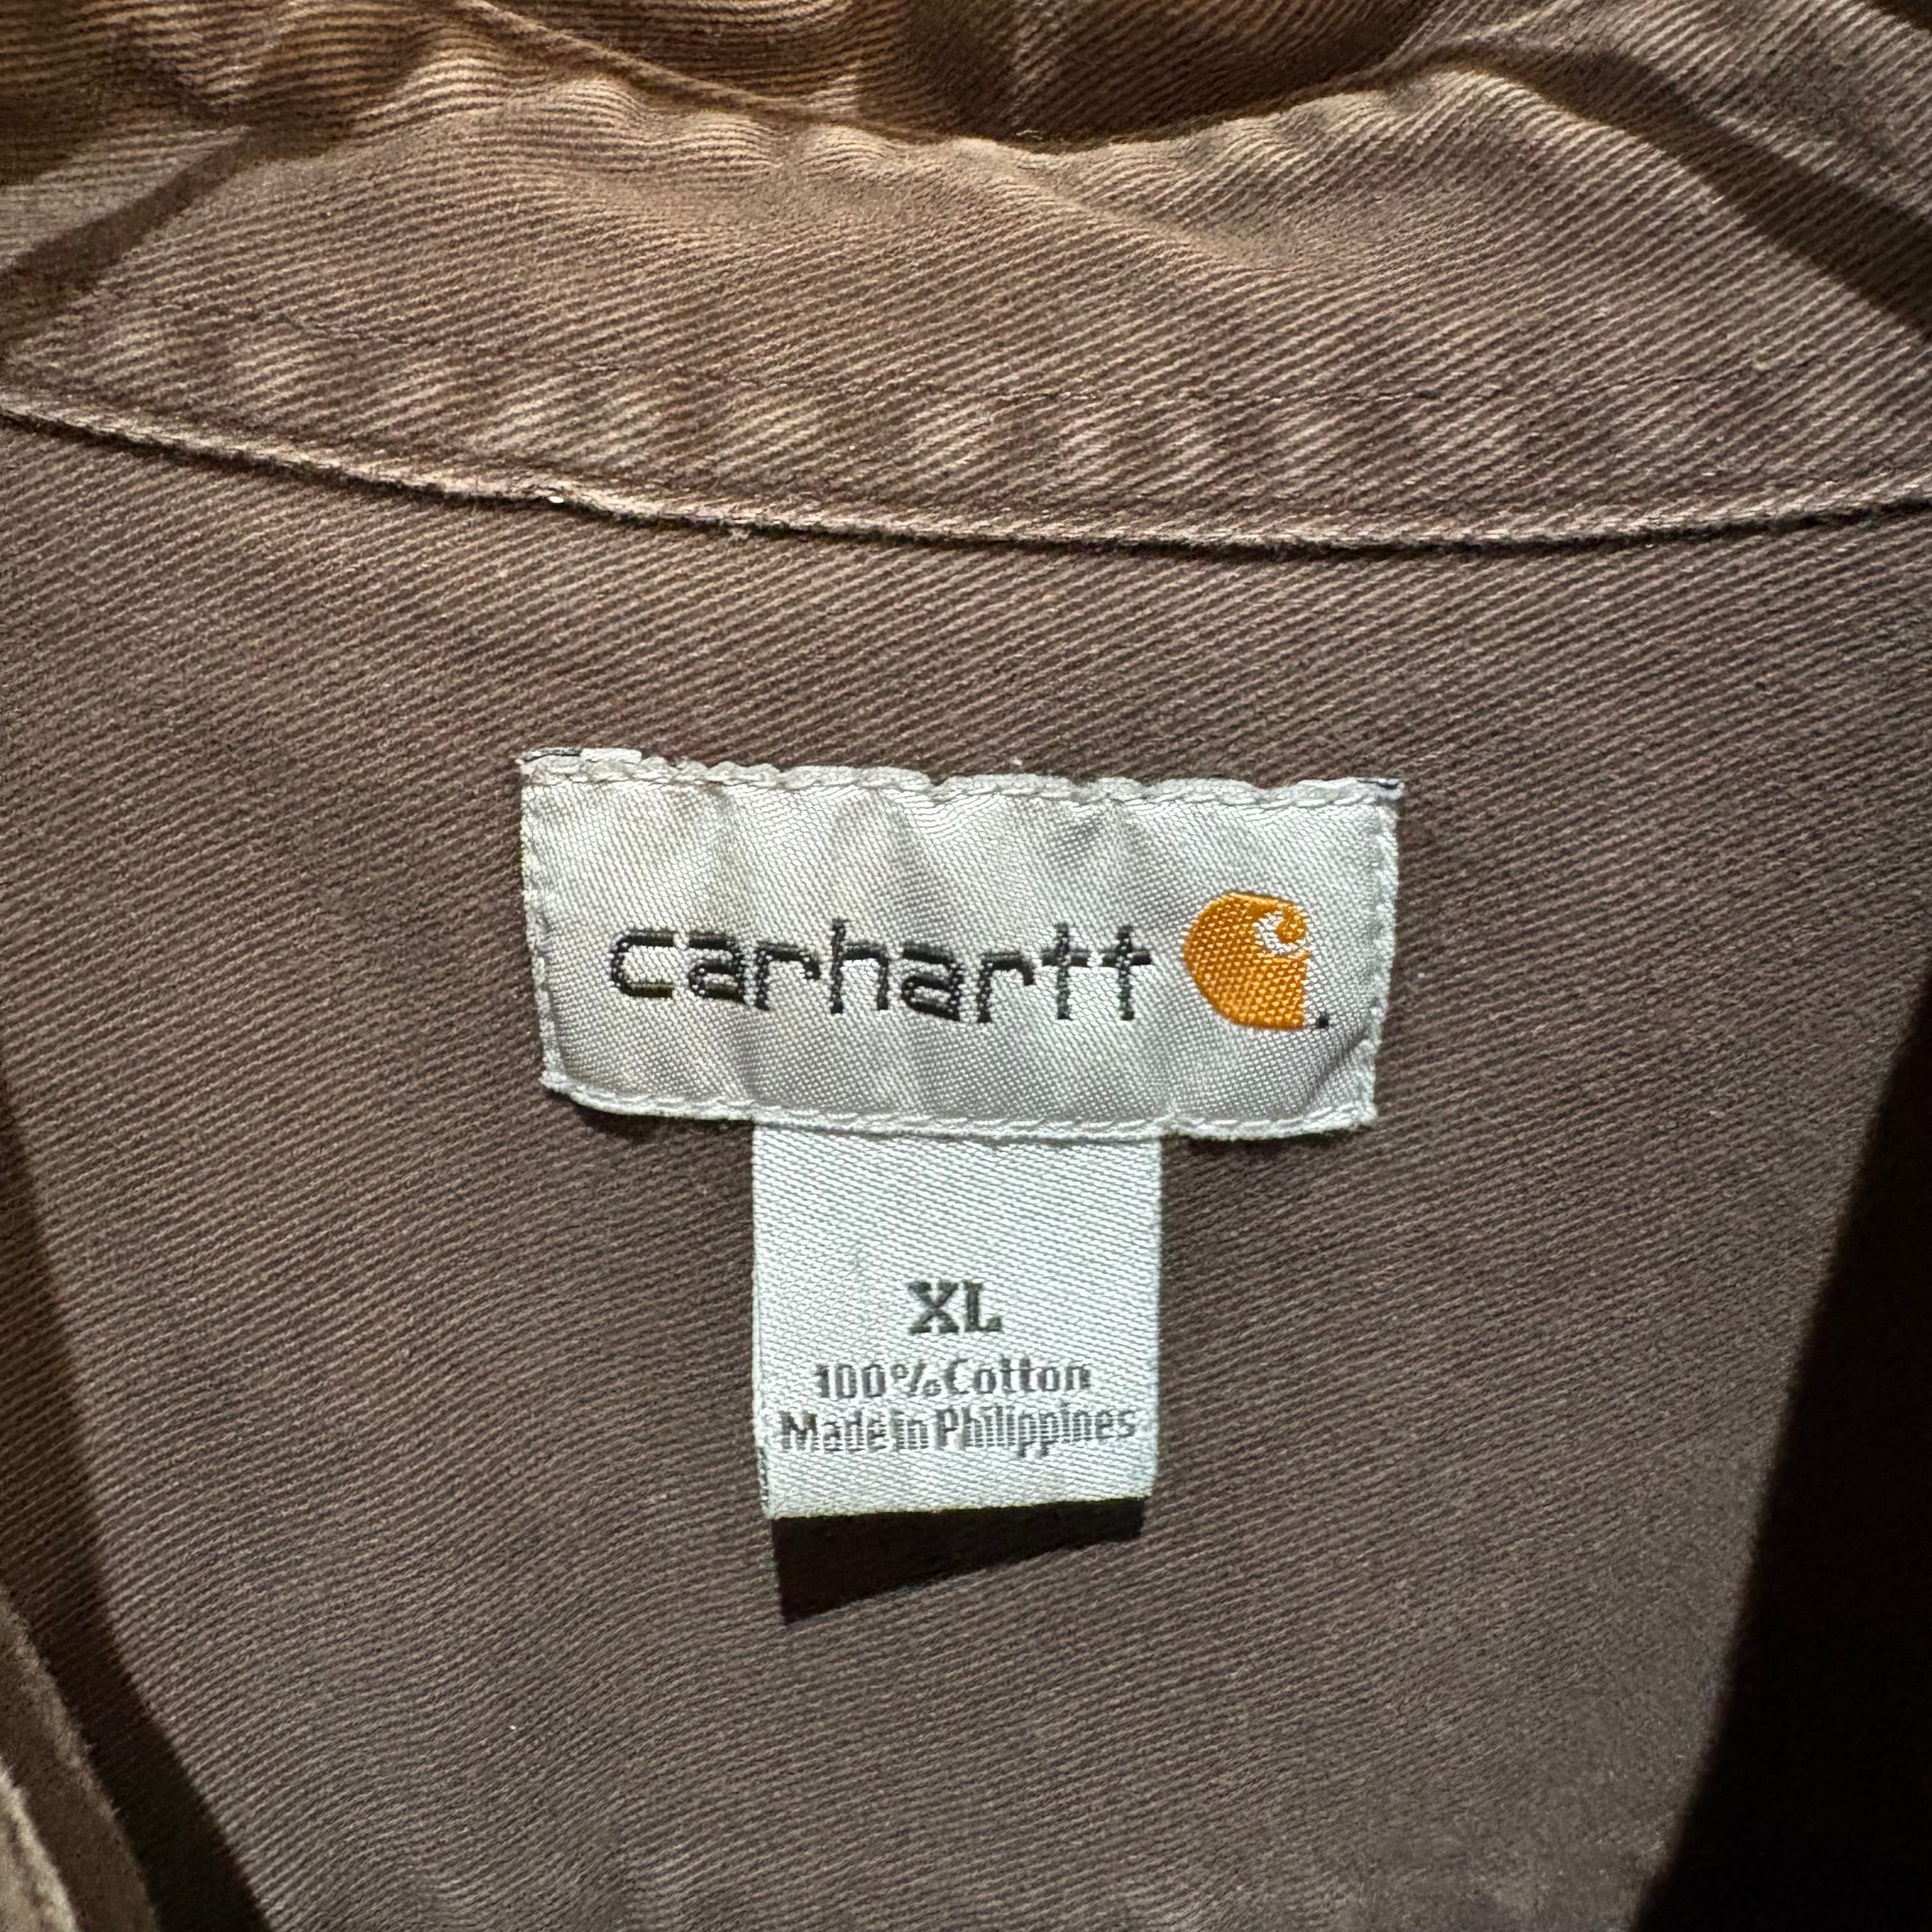 carhartt
XL
100% Cotton
Made in Philippines